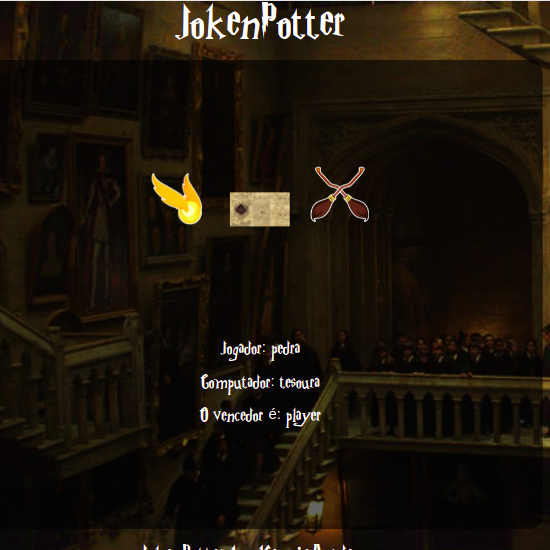 JokenPotter
Jogador: pedra
Computador: tesoura
O vencedor é: player